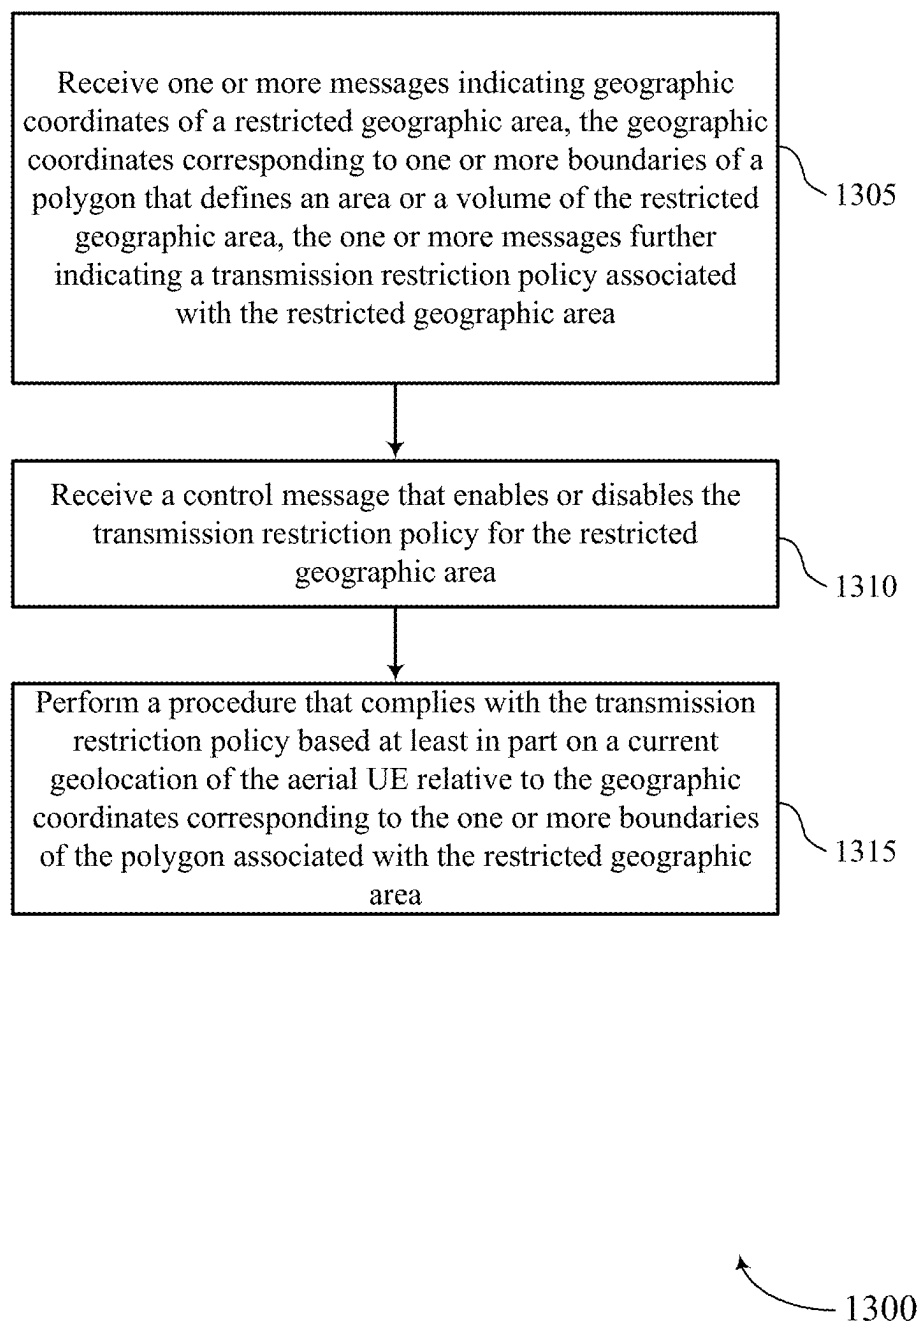 Receive one or more messages indicating geographic
coordinates of a restricted geographic area, the geographic
coordinates corresponding to one or more boundaries of a
polygon that defines an area or a volume of the restricted
geographic area, the one or more messages further
indicating a transmission restriction policy associated
with the restricted geographic area
1305
Receive a control message that enables or disables the
transmission restriction policy for the restricted
geographic area
1310
Perform a procedure that complies with the transmission
restriction policy based at least in part on a current
geolocation of the aerial UE relative to the geographic
coordinates corresponding to the one or more boundaries
of the polygon associated with the restricted geographic
area
1315
1300